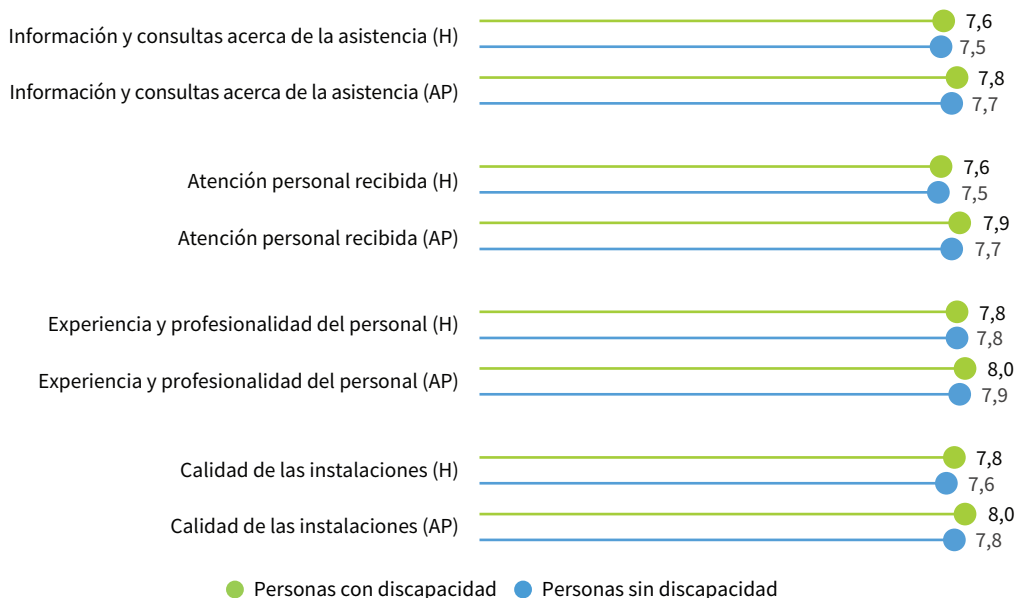 Información y consultas acerca de la asistencia (H)
7,6
7,5
Información y consultas acerca de la asistencia (AP)
7,8
7,7
Atención personal recibida (H)
7,6
7,5
Atención personal recibida (AP)
7,9
7,7
Experiencia y profesionalidad del personal (H)
7,8
7,8
Experiencia y profesionalidad del personal (AP)
8,0
7,9
Calidad de las instalaciones (H)
7,8
7,6
Calidad de las instalaciones (AP)
8,0
7,8
Personas con discapacidad Personas sin discapacidad